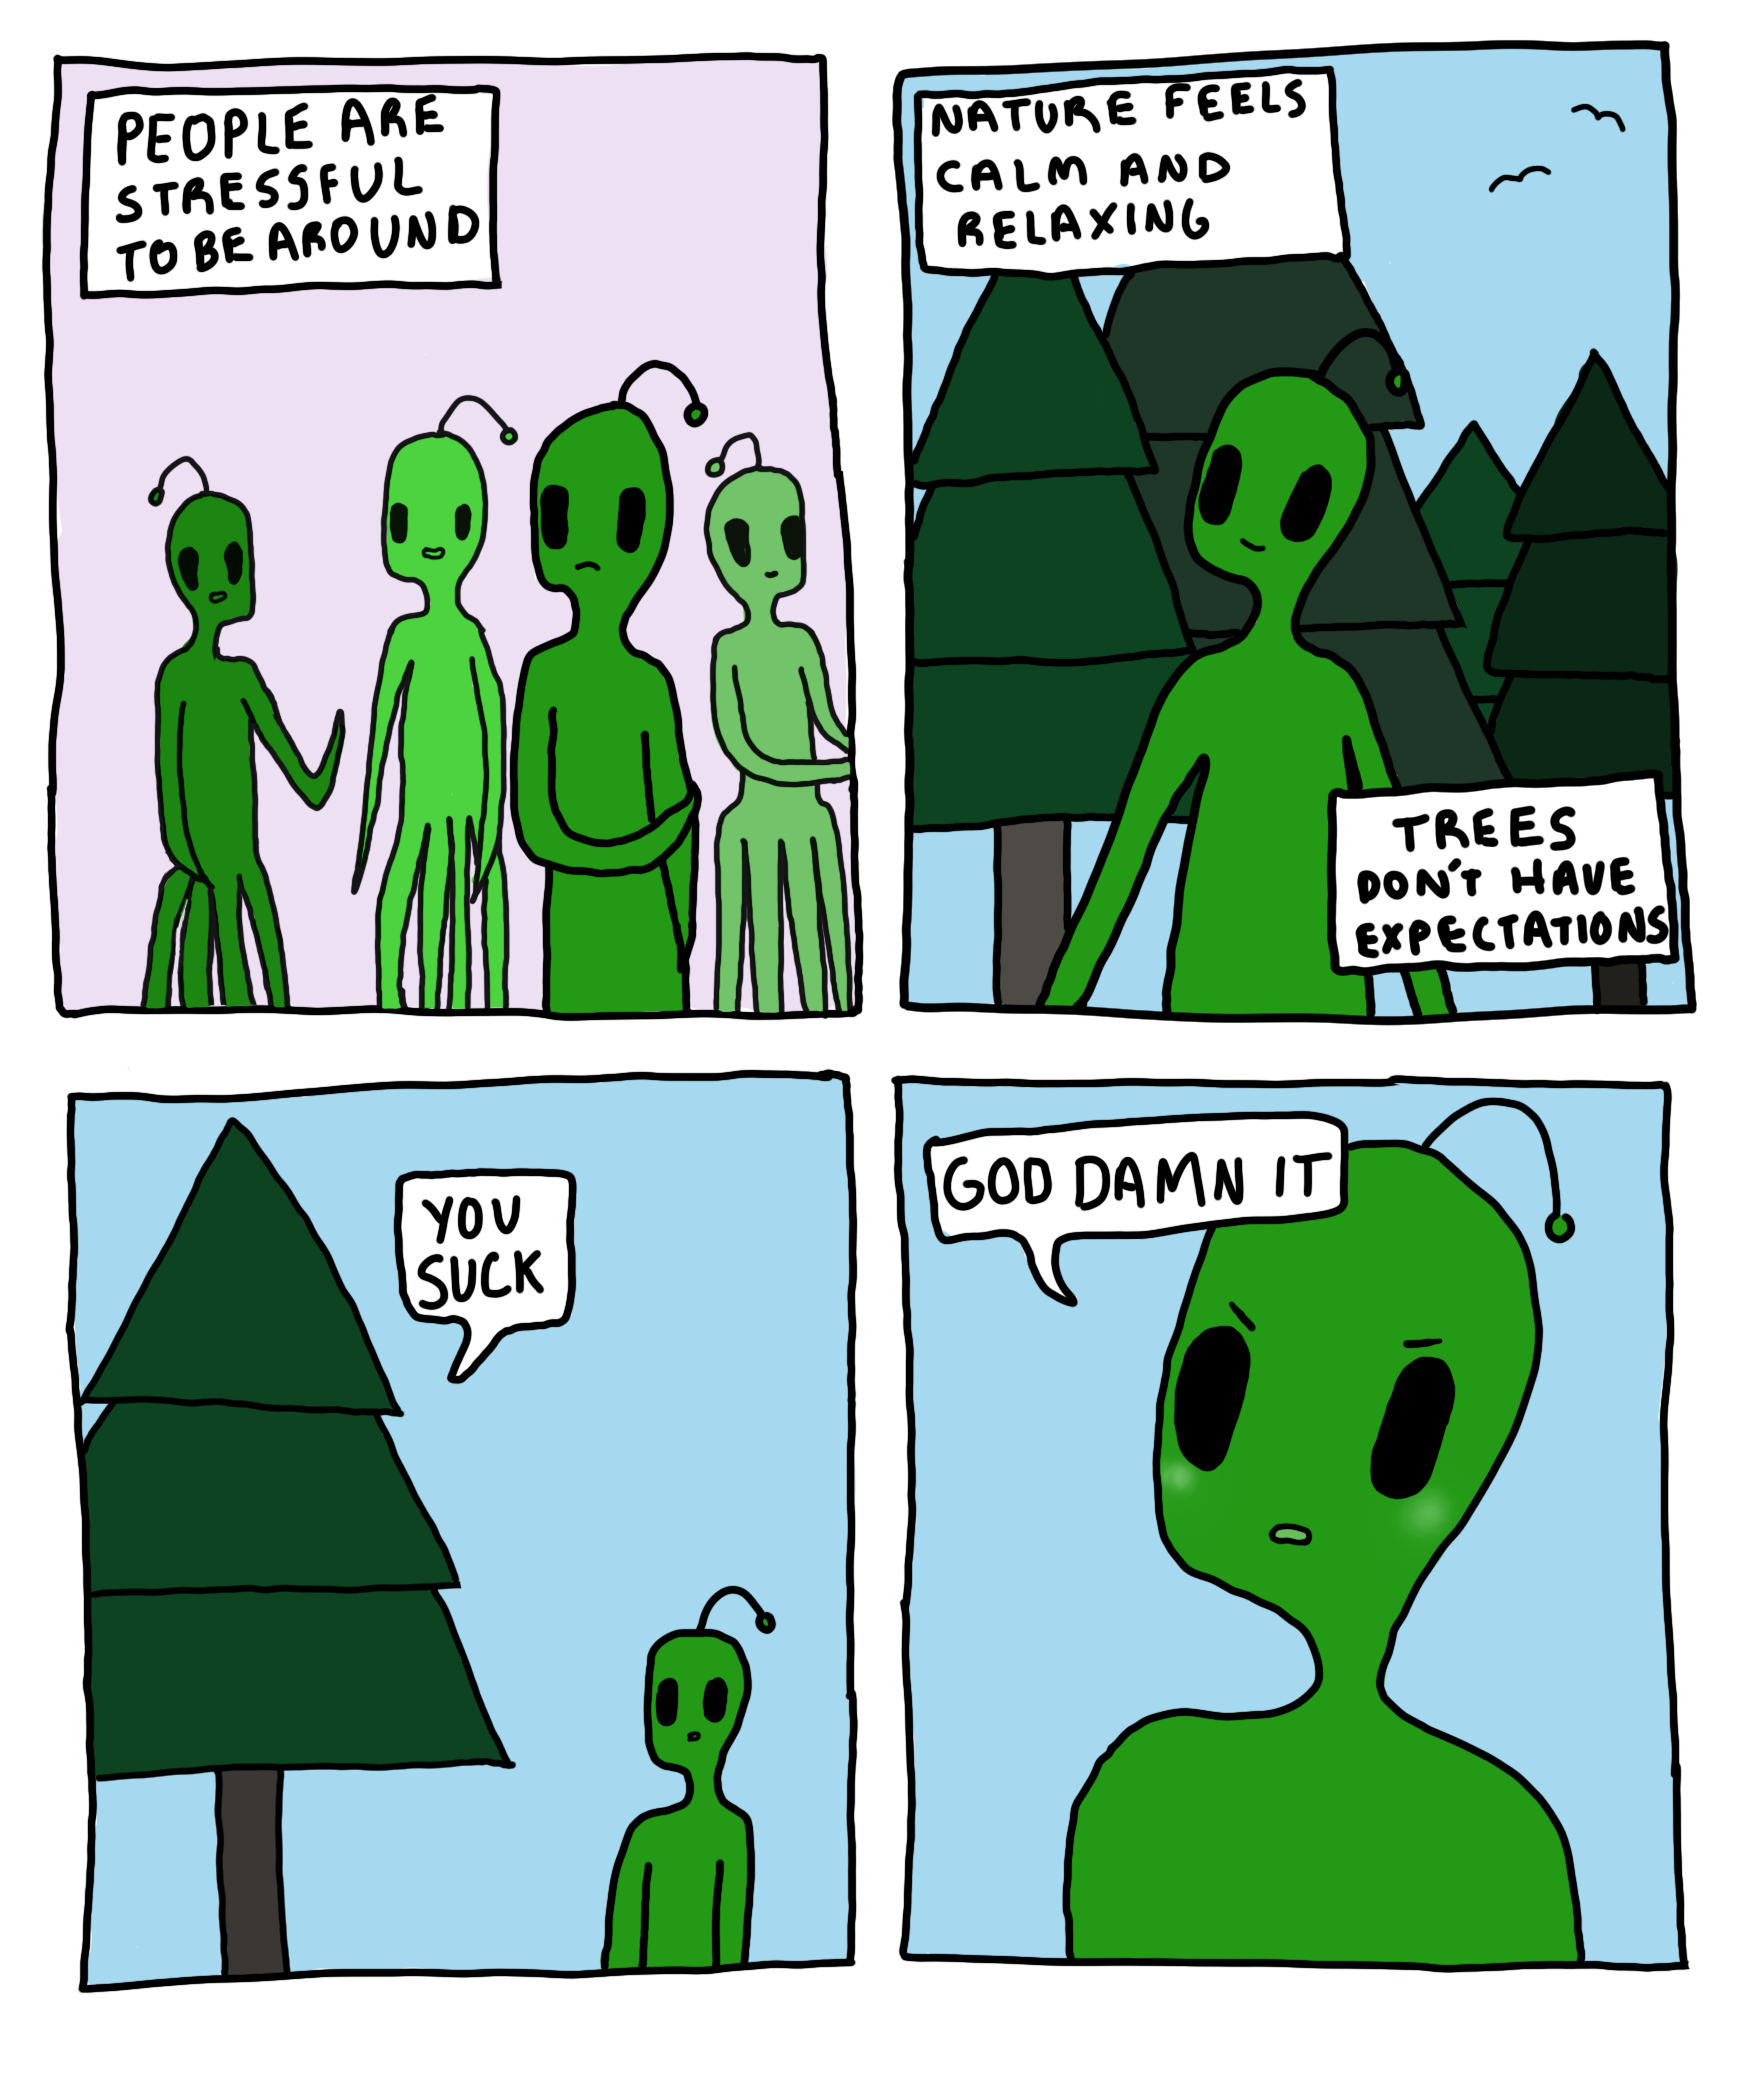 PEOPLE ARE
STRESSFUL
TO BE AROUND
NATURE FEELS
CALM AND
RELAXING
TREES
DON'T HAVE
EXPECTATIONS
YOU
SUCK
GOD DAMN IT